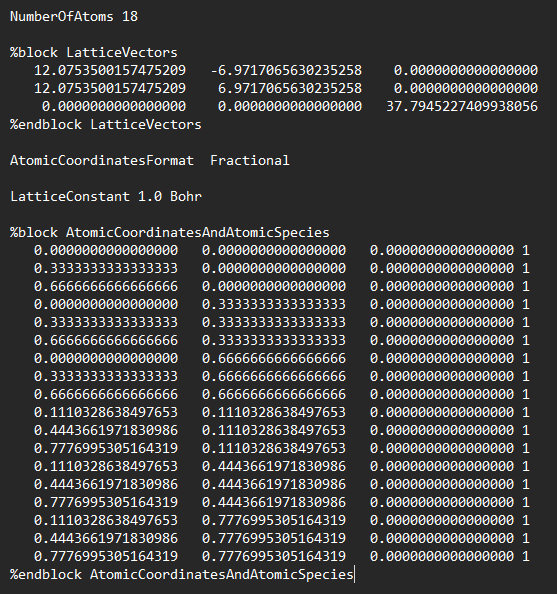 NumberOfAtoms 18
%block LatticeVectors
12.0753500157475209 -6.9717065630235258 0.0000000000000000
12.0753500157475209 6.9717065630235258 0.0000000000000000
0.0000000000000000 0.0000000000000000 37.7945227409938056
%endblock LatticeVectors
AtomicCoordinatesFormat Fractional
LatticeConstant 1.0 Bohr
%block AtomicCoordinatesAndAtomicSpecies
0.0000000000000000 0.0000000000000000 0.0000000000000000 1
0.3333333333333333 0.0000000000000000 0.0000000000000000 1
0.6666666666666666 0.0000000000000000 0.0000000000000000 1
0.0000000000000000 0.3333333333333333 0.0000000000000000 1
0.3333333333333333 0.3333333333333333 0.0000000000000000 1
0.6666666666666666 0.3333333333333333 0.0000000000000000 1
0.0000000000000000 0.6666666666666666 0.0000000000000000 1
0.3333333333333333 0.6666666666666666 0.0000000000000000 1
0.6666666666666666 0.6666666666666666 0.0000000000000000 1
0.1110328638497653 0.1110328638497653 0.0000000000000000 1
0.4443661971830986 0.1110328638497653 0.0000000000000000 1
0.7776995305164319 0.1110328638497653 0.0000000000000000 1
0.1110328638497653 0.4443661971830986 0.0000000000000000 1
0.4443661971830986 0.4443661971830986 0.0000000000000000 1
0.7776995305164319 0.4443661971830986 0.0000000000000000 1
0.1110328638497653 0.7776995305164319 0.0000000000000000 1
0.4443661971830986 0.7776995305164319 0.0000000000000000 1
0.7776995305164319 0.7776995305164319 0.0000000000000000 1
%endblock AtomicCoordinatesAndAtomicSpecies